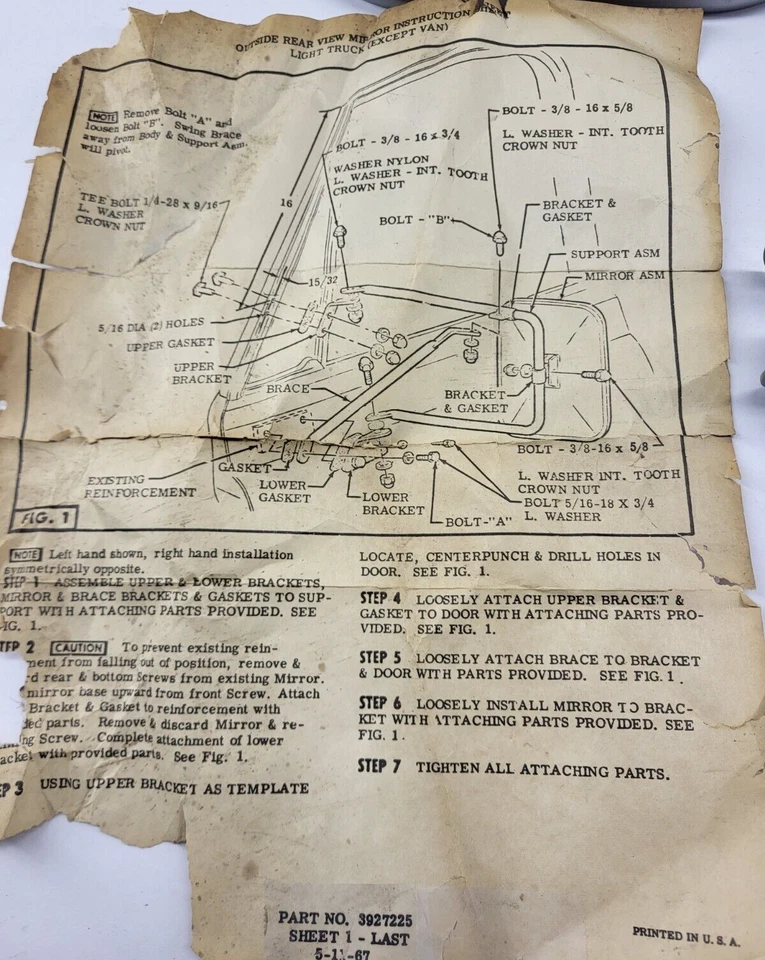 OUTSIDE REAR VIEW MIRROR INSTRUCTION SHEET
LIGHT TRUCK (EXCEPT VAN)
NOTE Remove Bolt "A" and
loosen Bolt "B". Swing Brace
away from Body & Support Asm.
will pivot.
TEE BOLT 1/4-28 x 9/16
L. WASHER
CROWN NUT
16
BOLT - 3/8 - 16 x 3/4
WASHER NYLON
L. WASHER - INT. TOOTH
CROWN NUT
BOLT - 3/8 - 16 x 5/8
L. WASHER - INT. TOOTH
CROWN NUT
BOLT - "B"
BRACKET &
GASKET
SUPPORT ASM
MIRROR ASM
15/32
5/16 DIA (2) HOLES
UPPER GASKET
UPPER
BRACKET
BRACE
BRACKET
& GASKET
BOLT - 3/8-16 x 5/8
L. WASHER INT. TOOTH
CROWN NUT
BOLT 5/16-18 X 3/4
L. WASHER
EXISTING
REINFORCEMENT
GASKET
LOWER
GASKET
LOWER
BRACKET
BOLT-"A"
FIG. 1
NOTE Left hand shown, right hand installation
symmetrically opposite.
STEP 1 ASSEMBLE UPPER & LOWER BRACKETS,
MIRROR & BRACE BRACKETS & GASKETS TO SUP-
PORT WITH ATTACHING PARTS PROVIDED. SEE
IG. 1.
TEP 2 CAUTION To prevent existing rein-
ment from falling out of position, remove &
d rear & bottom Screws from existing Mirror.
mirror base upward from front Screw. Attach
Bracket & Gasket to reinforcement with
ded parts. Remove & discard Mirror & re-
ng Screw. Complete attachment of lower
acket with provided parts. See Fig. 1.
EP 3 USING UPPER BRACKET AS TEMPLATE
LOCATE, CENTERPUNCH & DRILL HOLES IN
DOOR. SEE FIG. 1.
STEP 4 LOOSELY ATTACH UPPER BRACKET &
GASKET TO DOOR WITH ATTACHING PARTS PRO-
VIDED. SEE FIG. 1.
STEP 5 LOOSELY ATTACH BRACE TO BRACKET
& DOOR WITH PARTS PROVIDED. SEE FIG. 1.
STEP 6 LOOSELY INSTALL MIRROR TO BRAC-
KET WITH ATTACHING PARTS PROVIDED. SEE
FIG. 1.
STEP 7 TIGHTEN ALL ATTACHING PARTS.
PART NO. 3927225
SHEET 1 - LAST
5-11-67
PRINTED IN U. S. A.